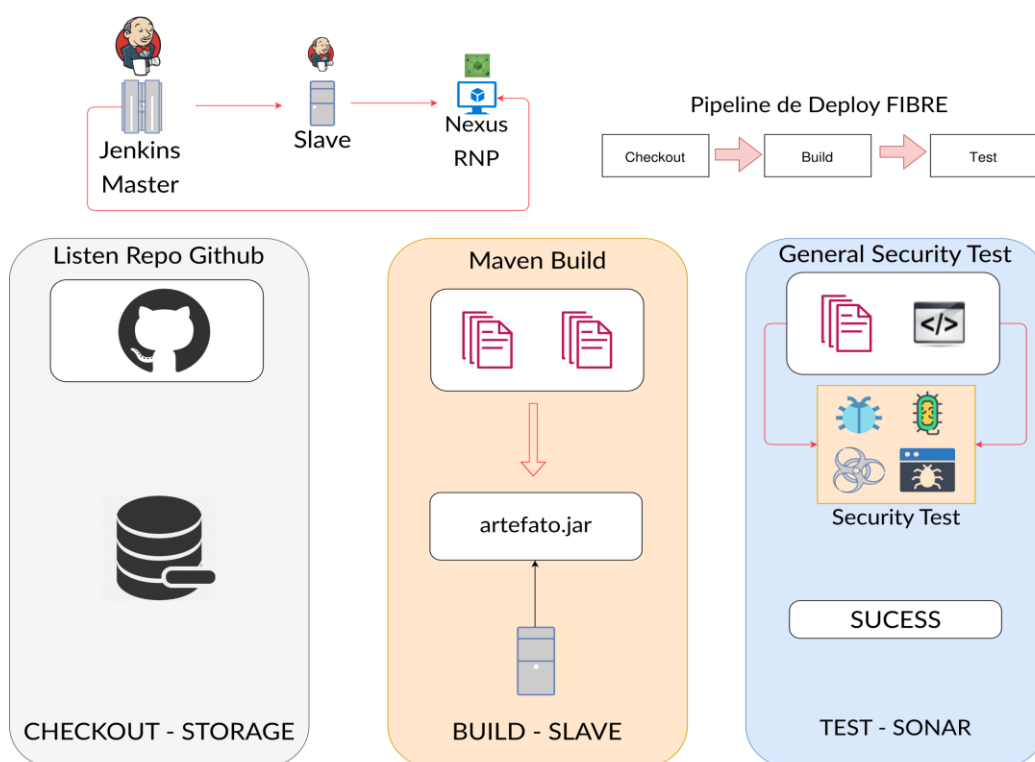 Jenkins
Master
Slave
Nexus
RNP
Pipeline de Deploy FIBRE
Checkout
Build
Test
Listen Repo Github
CHECKOUT - STORAGE
Maven Build
artefato.jar
BUILD - SLAVE
General Security Test
</>
Security Test
SUCESS
TEST - SONAR